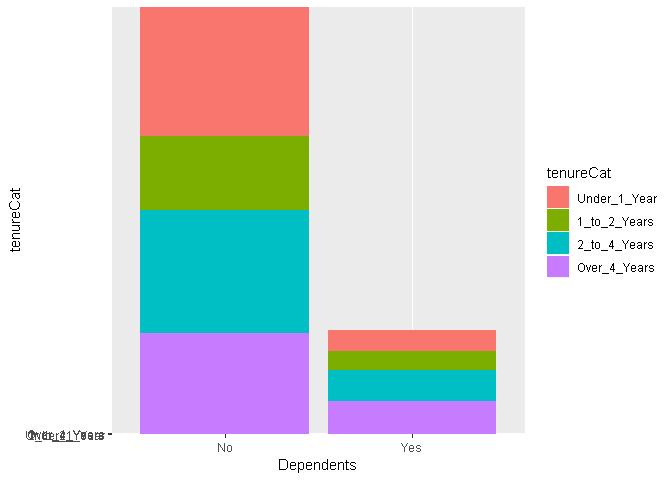 tenureCat
No
Yes
Dependents
tenureCat
Under_1_Year
1_to_2_Years
2_to_4_Years
Over_4_Years